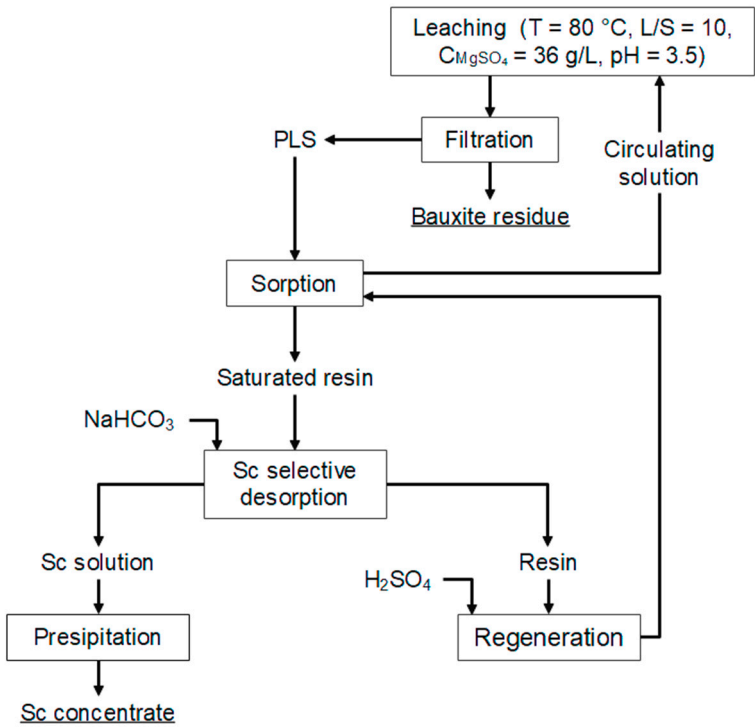 Leaching (T = 80 °C, L/S = 10,
CMgSO₄ = 36 g/L, pH = 3.5)
PLS
Filtration
Circulating
solution
Bauxite residue
Sorption
Saturated resin
NaHCO₃
Sc selective
desorption
Sc solution
Resin
H₂SO₄
Presipitation
Regeneration
Sc concentrate